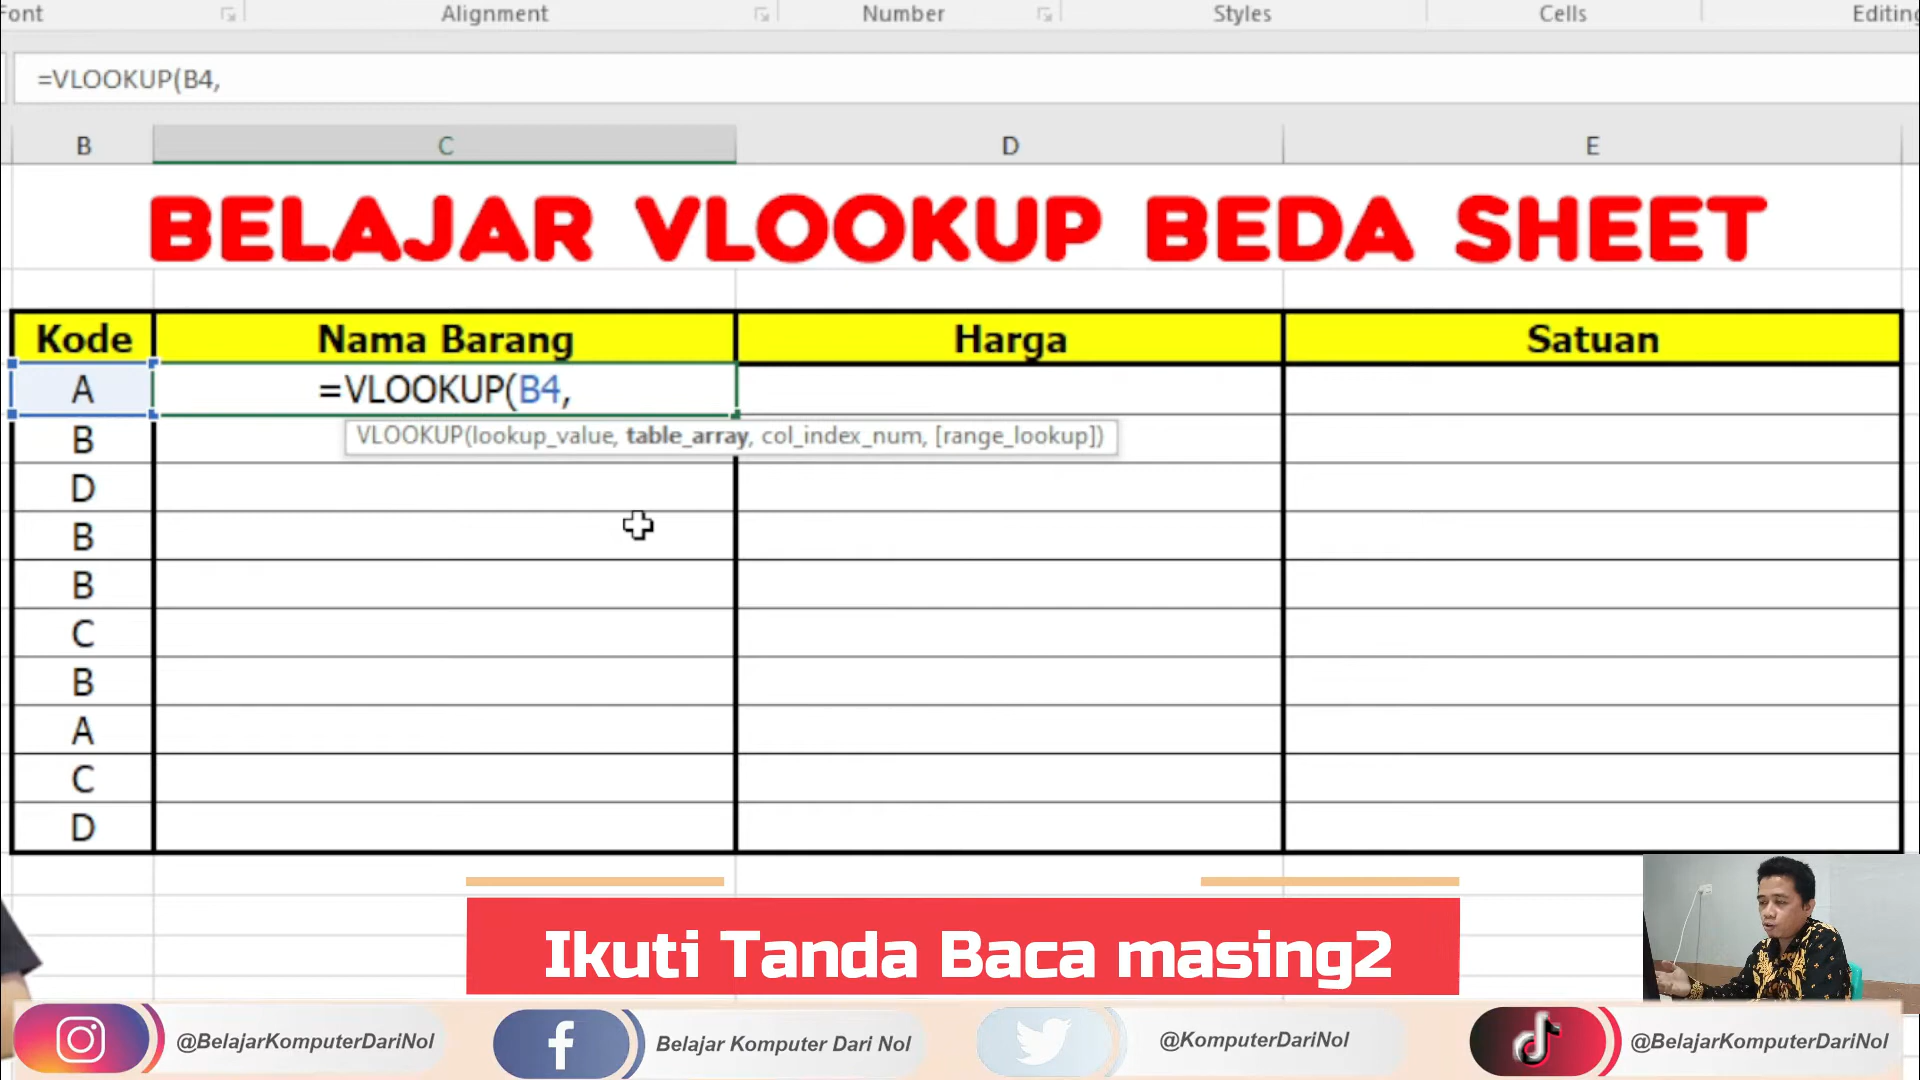 Font Alignment Number Styles Cells Editing
=VLOOKUP(B4,
B C D E
BELAJAR VLOOKUP BEDA SHEET
Kode Nama Barang Harga Satuan
A =VLOOKUP(B4,
VLOOKUP(lookup_value, table_array, col_index_num, [range_lookup])
B
D
B
B
C
B
A
C
D
Ikuti Tanda Baca masing2
@BelajarKomputerDariNol Belajar Komputer Dari Nol @KomputerDariNol @BelajarKomputerDariNol